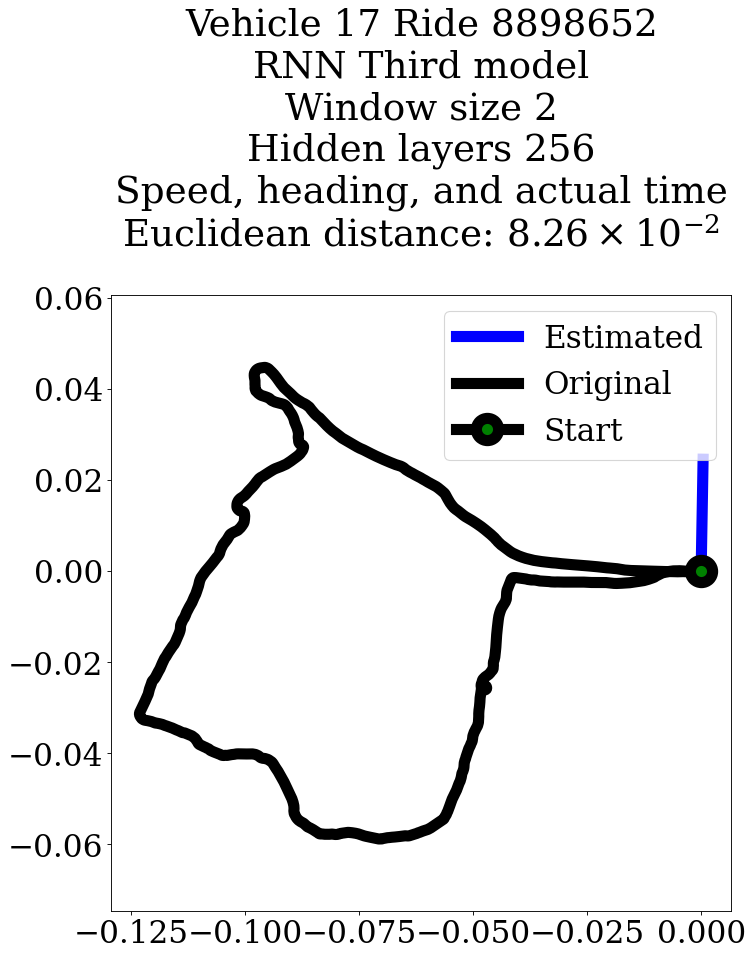 Vehicle 17 Ride 8898652
RNN Third model
Window size 2
Hidden layers 256
Speed, heading, and actual time
Euclidean distance: 8.26 × 10⁻²
Estimated
Original
Start
0.06
0.04
0.02
0.00
−0.02
−0.04
−0.06
−0.125 −0.100 −0.075 −0.050 −0.025 0.000